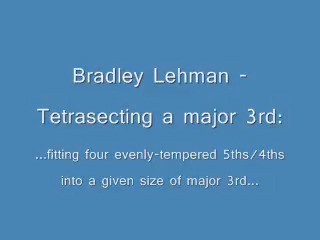 Bradley Lehman -
Tetrasecting a major 3rd:
...fitting four evenly-tempered 5ths/4ths
into a given size of major 3rd...